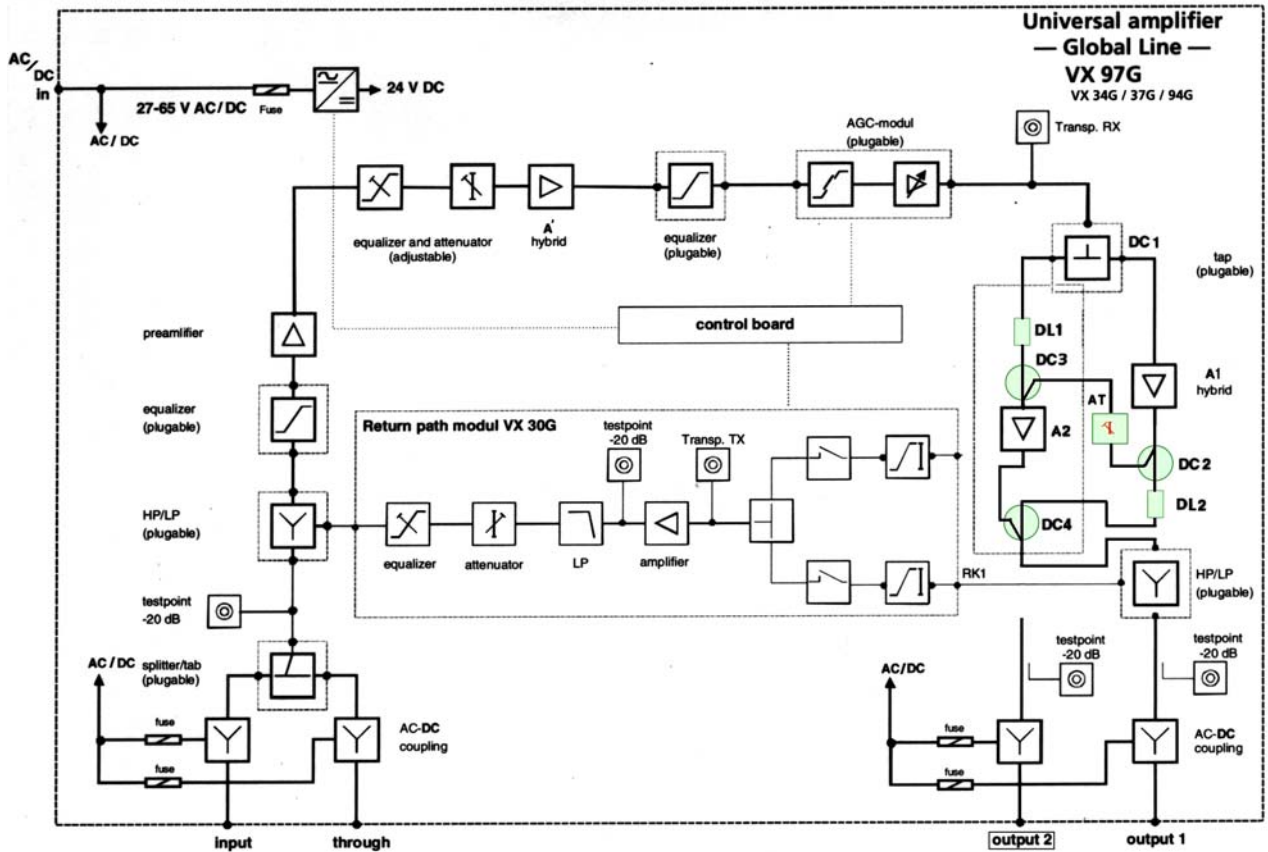 Universal amplifier
— Global Line —
VX 97G
VX 34G / 37G / 94G
AC/
DC
in
27-65 V AC/DC
Fuse
24 V DC
AC / DC
AGC-modul
(plugable)
Transp. RX
equalizer and attenuator
(adjustable)
A'
hybrid
equalizer
(plugable)
DC1
tap
(plugable)
control board
preamlifier
DL1
DC3
A1
hybrid
AT
A2
equalizer
(plugable)
Return path modul VX 30G
testpoint
-20 dB
Transp. TX
DC2
DL2
DC4
HP/LP
(plugable)
equalizer
attenuator
LP
amplifier
RK1
HP/LP
(plugable)
testpoint
-20 dB
AC / DC
splitter/tab
(plugable)
fuse
fuse
AC-DC
coupling
AC/DC
testpoint
-20 dB
testpoint
-20 dB
fuse
fuse
AC-DC
coupling
input
through
output 2
output 1